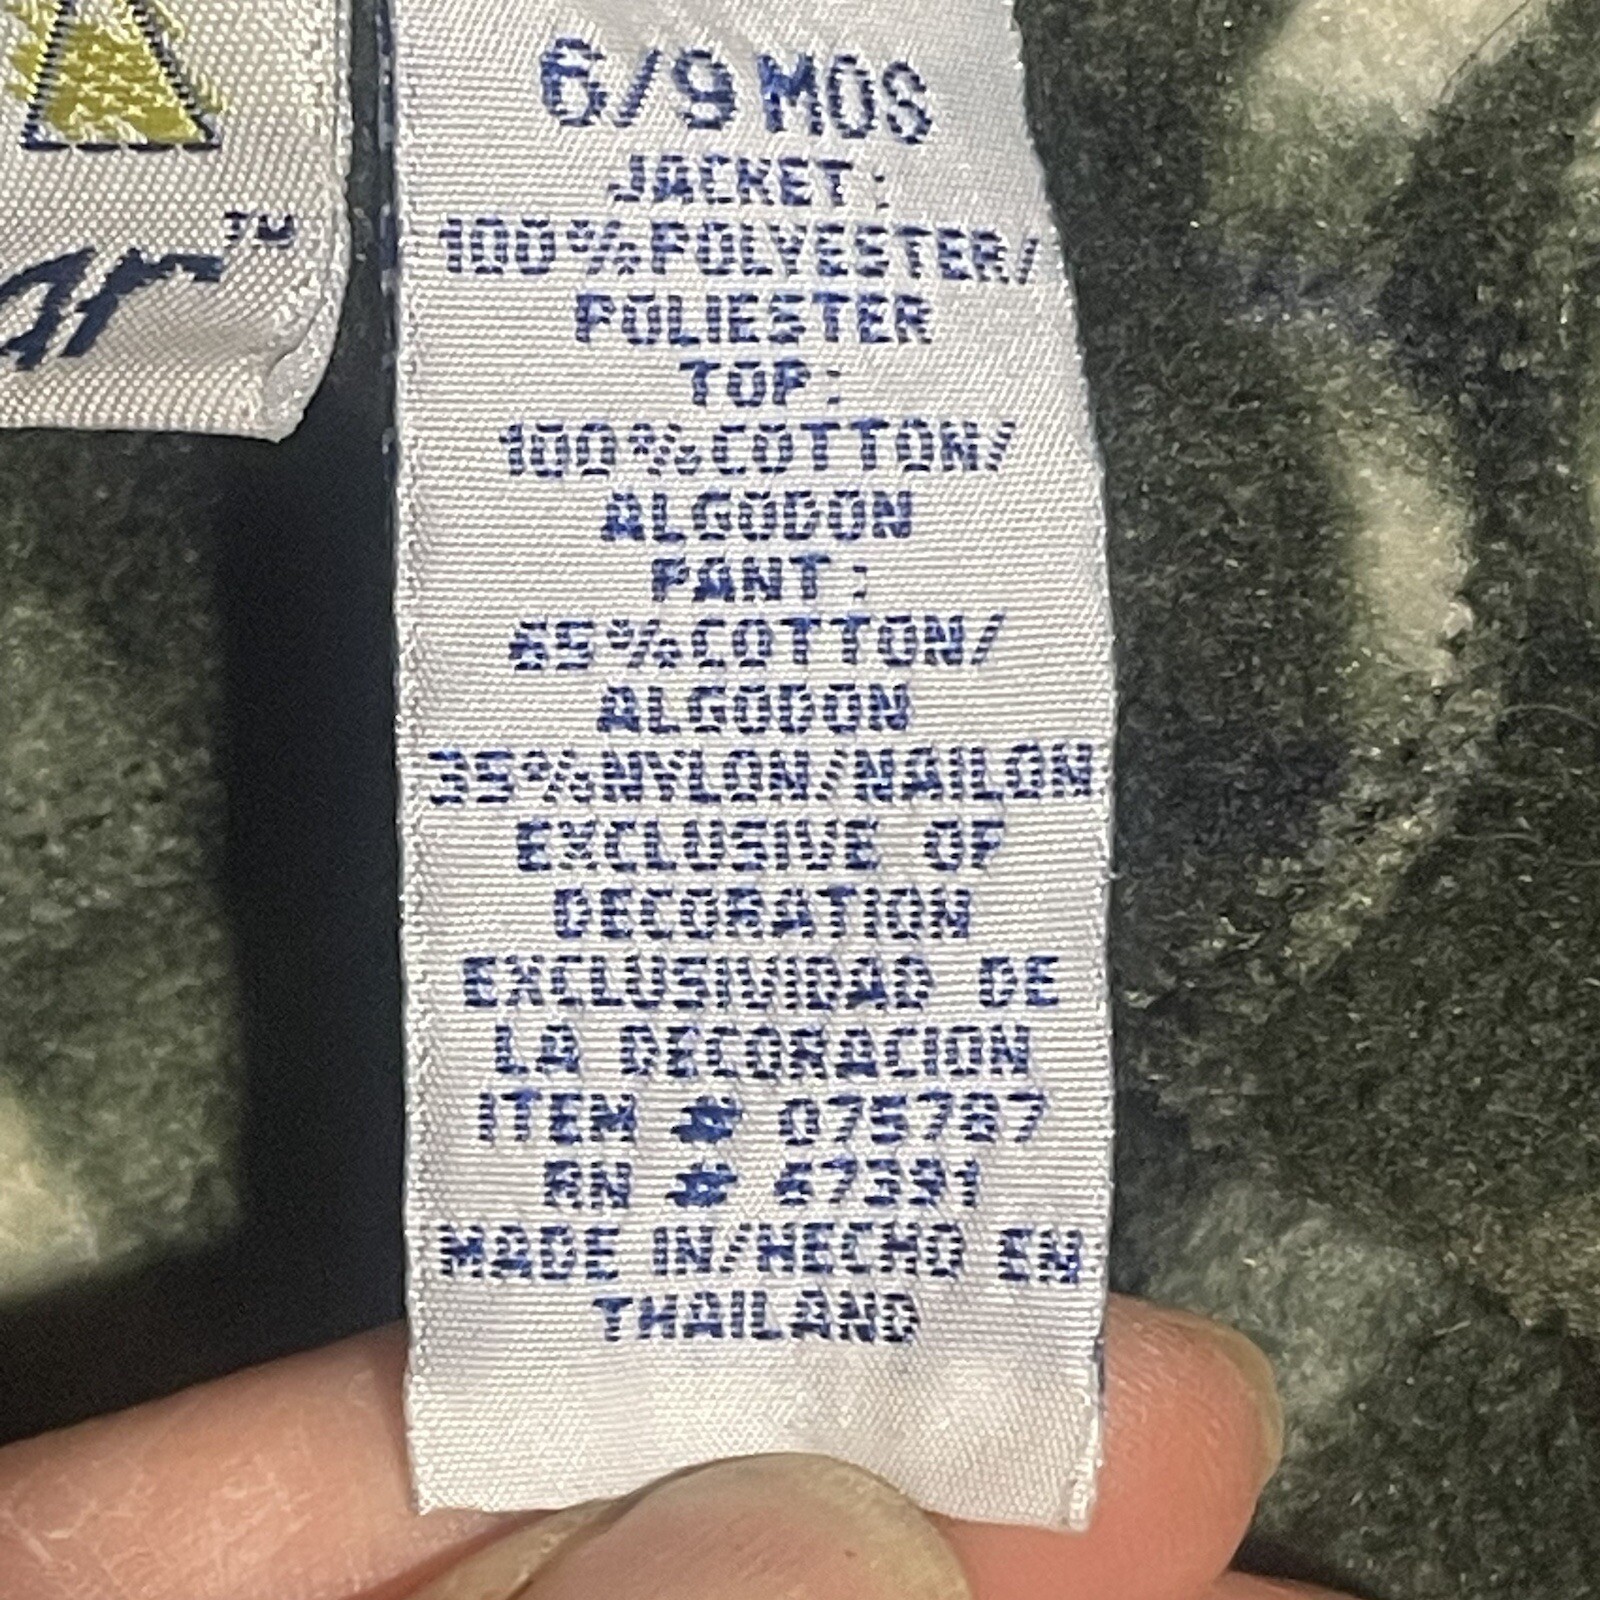 TM
6/9 MOS
JACKET:
100%POLYESTER/
POLIESTER
TOP:
100%COTTON/
ALGODON
PANT:
65%COTTON/
ALGODON
35%NYLON/NAILON
EXCLUSIVE OF
DECORATION
EXCLUSIVIDAD DE
LA DECORACION
ITEM # 075787
RN # 67391
MADE IN/HECHO EN
THAILAND